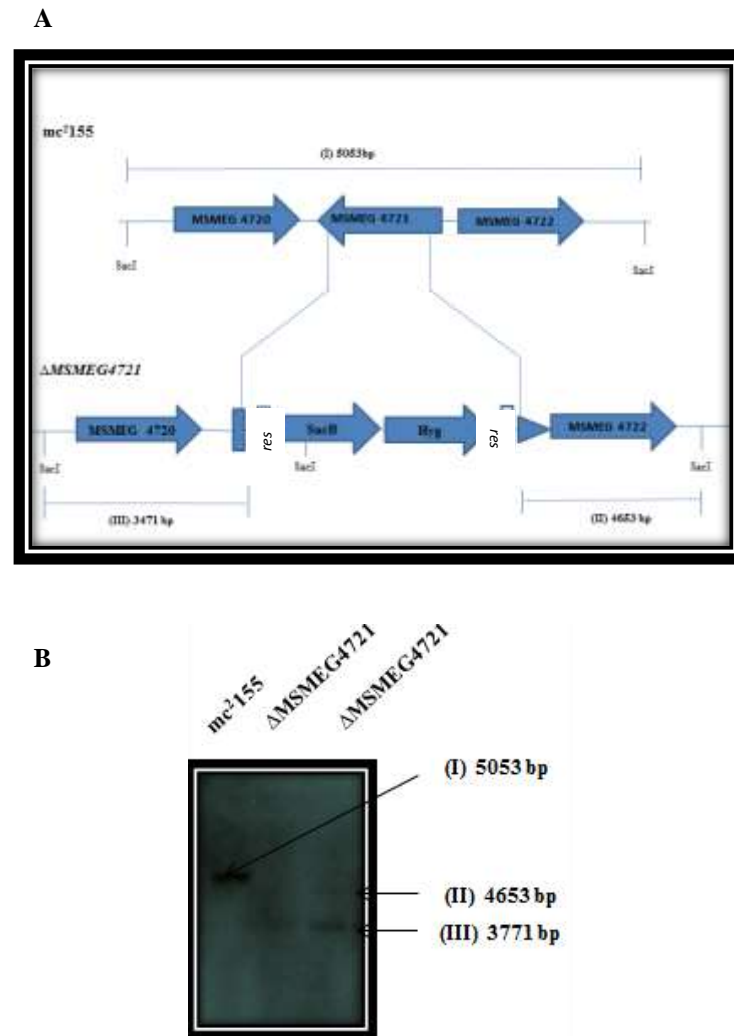 A
mc²155
(I) 5053bp
MSMEG 4720
MSMEG 4721
MSMEG 4722
SacI
SacI
ΔMSMEG4721
MSMEG 4720
res
SacB
Hyg
res
MSMEG 4722
SacI
SacI
SacI
(III) 3471 bp
(II) 4653 bp
B
mc²155
ΔMSMEG4721
ΔMSMEG4721
(I) 5053 bp
(II) 4653 bp
(III) 3771 bp